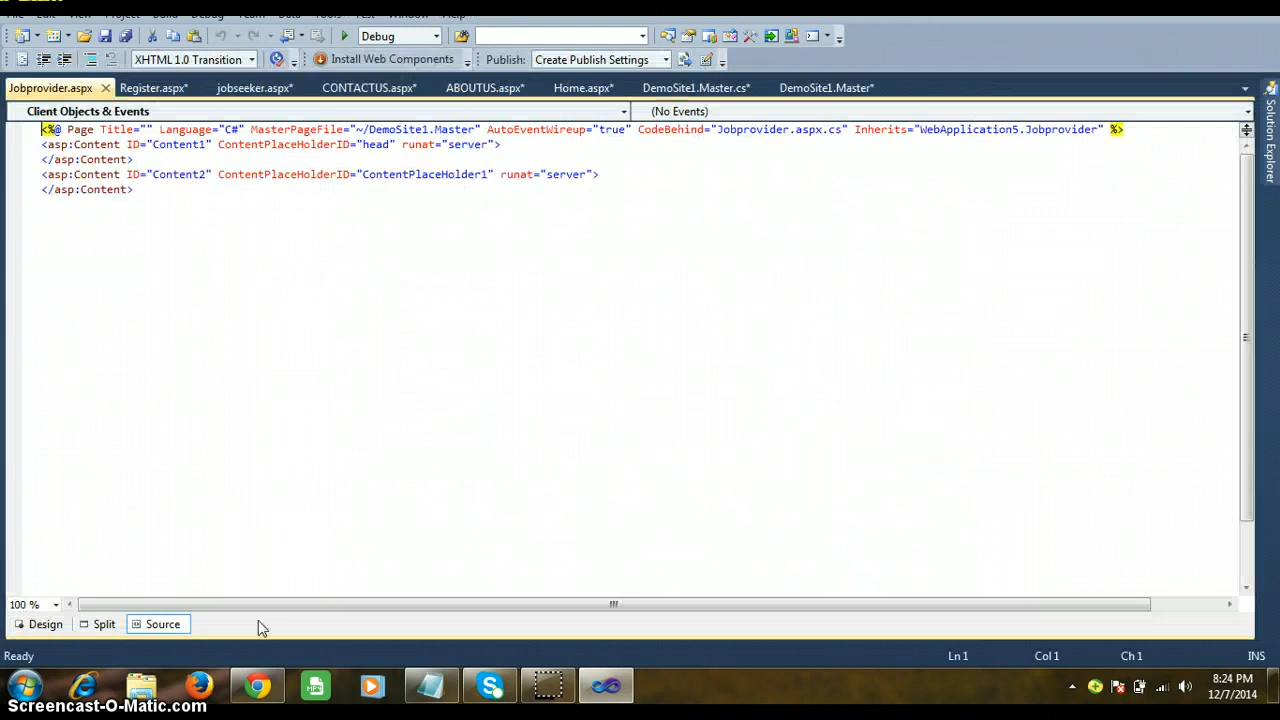 Debug
XHTML 1.0 Transition
Install Web Components
Publish: Create Publish Settings
Jobprovider.aspx
Register.aspx*
jobseeker.aspx*
CONTACTUS.aspx*
ABOUTUS.aspx*
Home.aspx*
DemoSite1.Master.cs*
DemoSite1.Master*
Client Objects & Events
(No Events)
<%@ Page Title="" Language="C#" MasterPageFile="~/DemoSite1.Master" AutoEventWireup="true" CodeBehind="Jobprovider.aspx.cs" Inherits="WebApplication5.Jobprovider" %>
<asp:Content ID="Content1" ContentPlaceHolderID="head" runat="server">
</asp:Content>
<asp:Content ID="Content2" ContentPlaceHolderID="ContentPlaceHolder1" runat="server">
</asp:Content>
Solution Explorer
100 %
Design
Split
Source
Ready
Ln 1
Col 1
Ch 1
INS
8:24 PM
12/7/2014
Screencast-O-Matic.com